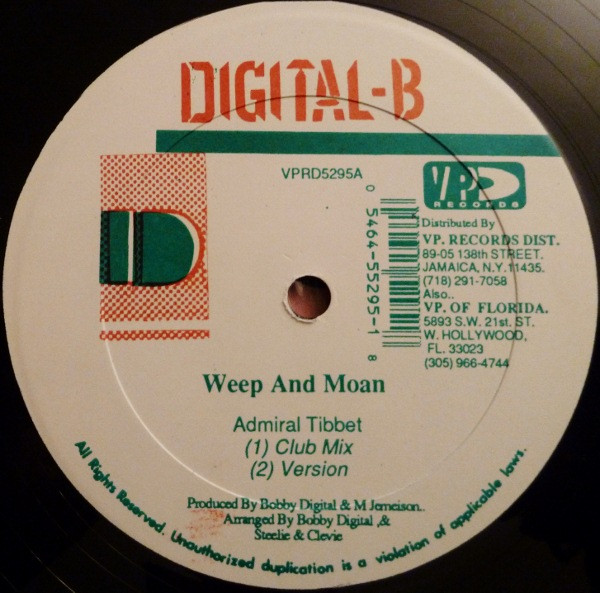 DIGITAL-B
VPRD5295A
VP
RECORDS
Distributed By
VP. RECORDS DIST.
89-05 138th STREET.
JAMAICA, N.Y.11435.
(718) 291-7058
Also..
VP. OF FLORIDA.
5893 S.W. 21st. ST.
W. HOLLYWOOD,
FL. 33023
(305) 966-4744
0 5464-55295-1 8
D
Weep And Moan
Admiral Tibbet
(1) Club Mix
(2) Version
Produced By Bobby Digital & M Jameison..
Arranged By Bobby Digital ,&
Steelie & Clevie
All Rights Reserved. Unauthorized duplication is a violation of applicable laws.